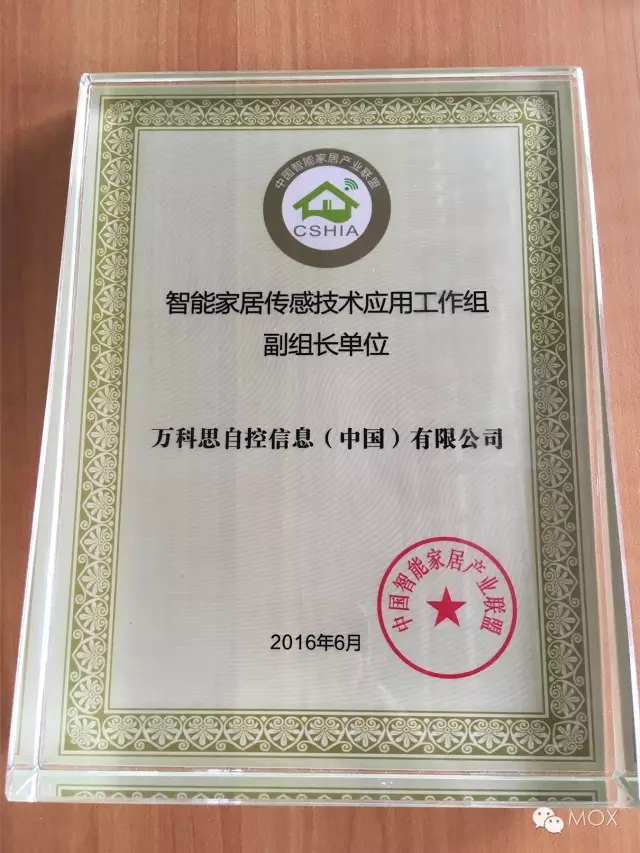 中国智能家居产业联盟
CSHIA
智能家居传感技术应用工作组
副组长单位
万科思自控信息（中国）有限公司
中国智能家居产业联盟
2016年6月
MOX